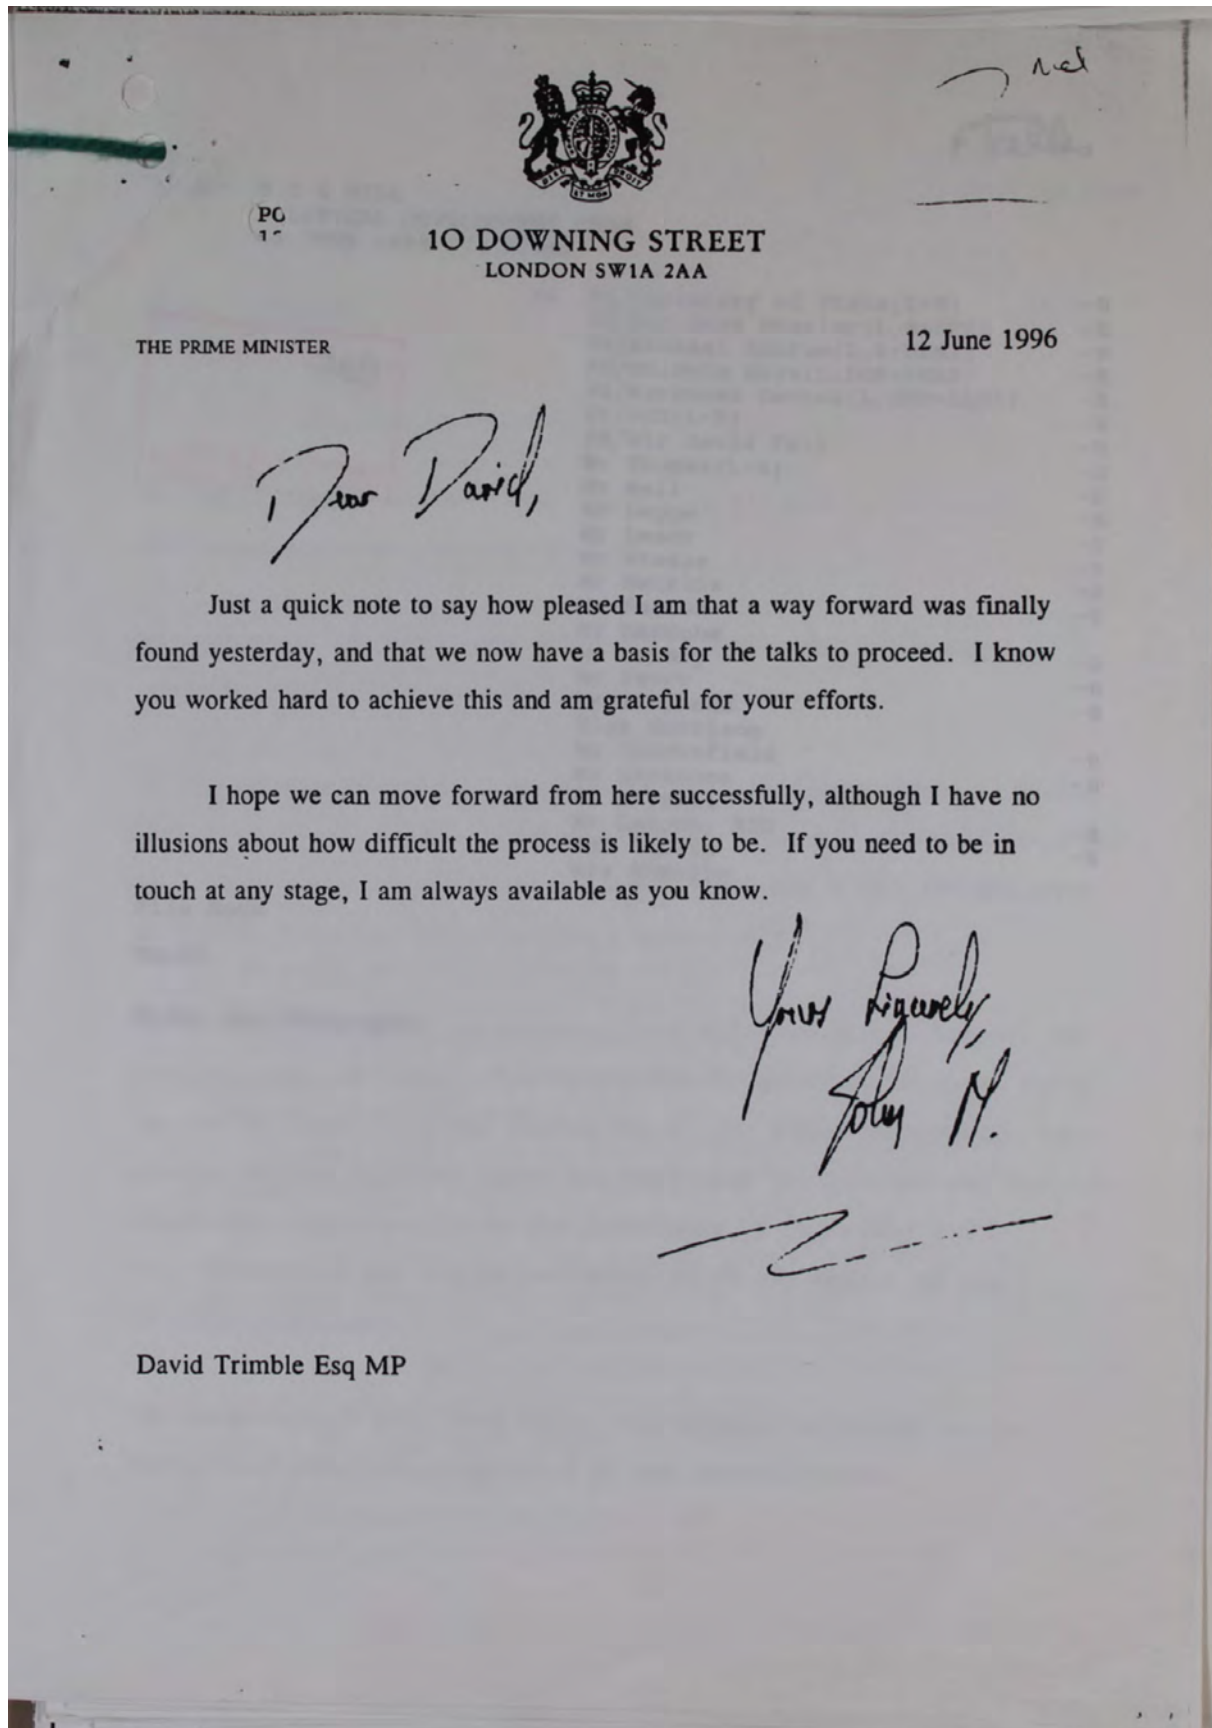 PO
10 DOWNING STREET
LONDON SW1A 2AA
THE PRIME MINISTER
12 June 1996
Dear David,
Just a quick note to say how pleased I am that a way forward was finally
found yesterday, and that we now have a basis for the talks to proceed. I know
you worked hard to achieve this and am grateful for your efforts.
I hope we can move forward from here successfully, although I have no
illusions about how difficult the process is likely to be. If you need to be in
touch at any stage, I am always available as you know.
Yours Sincerely,
John M.
David Trimble Esq MP